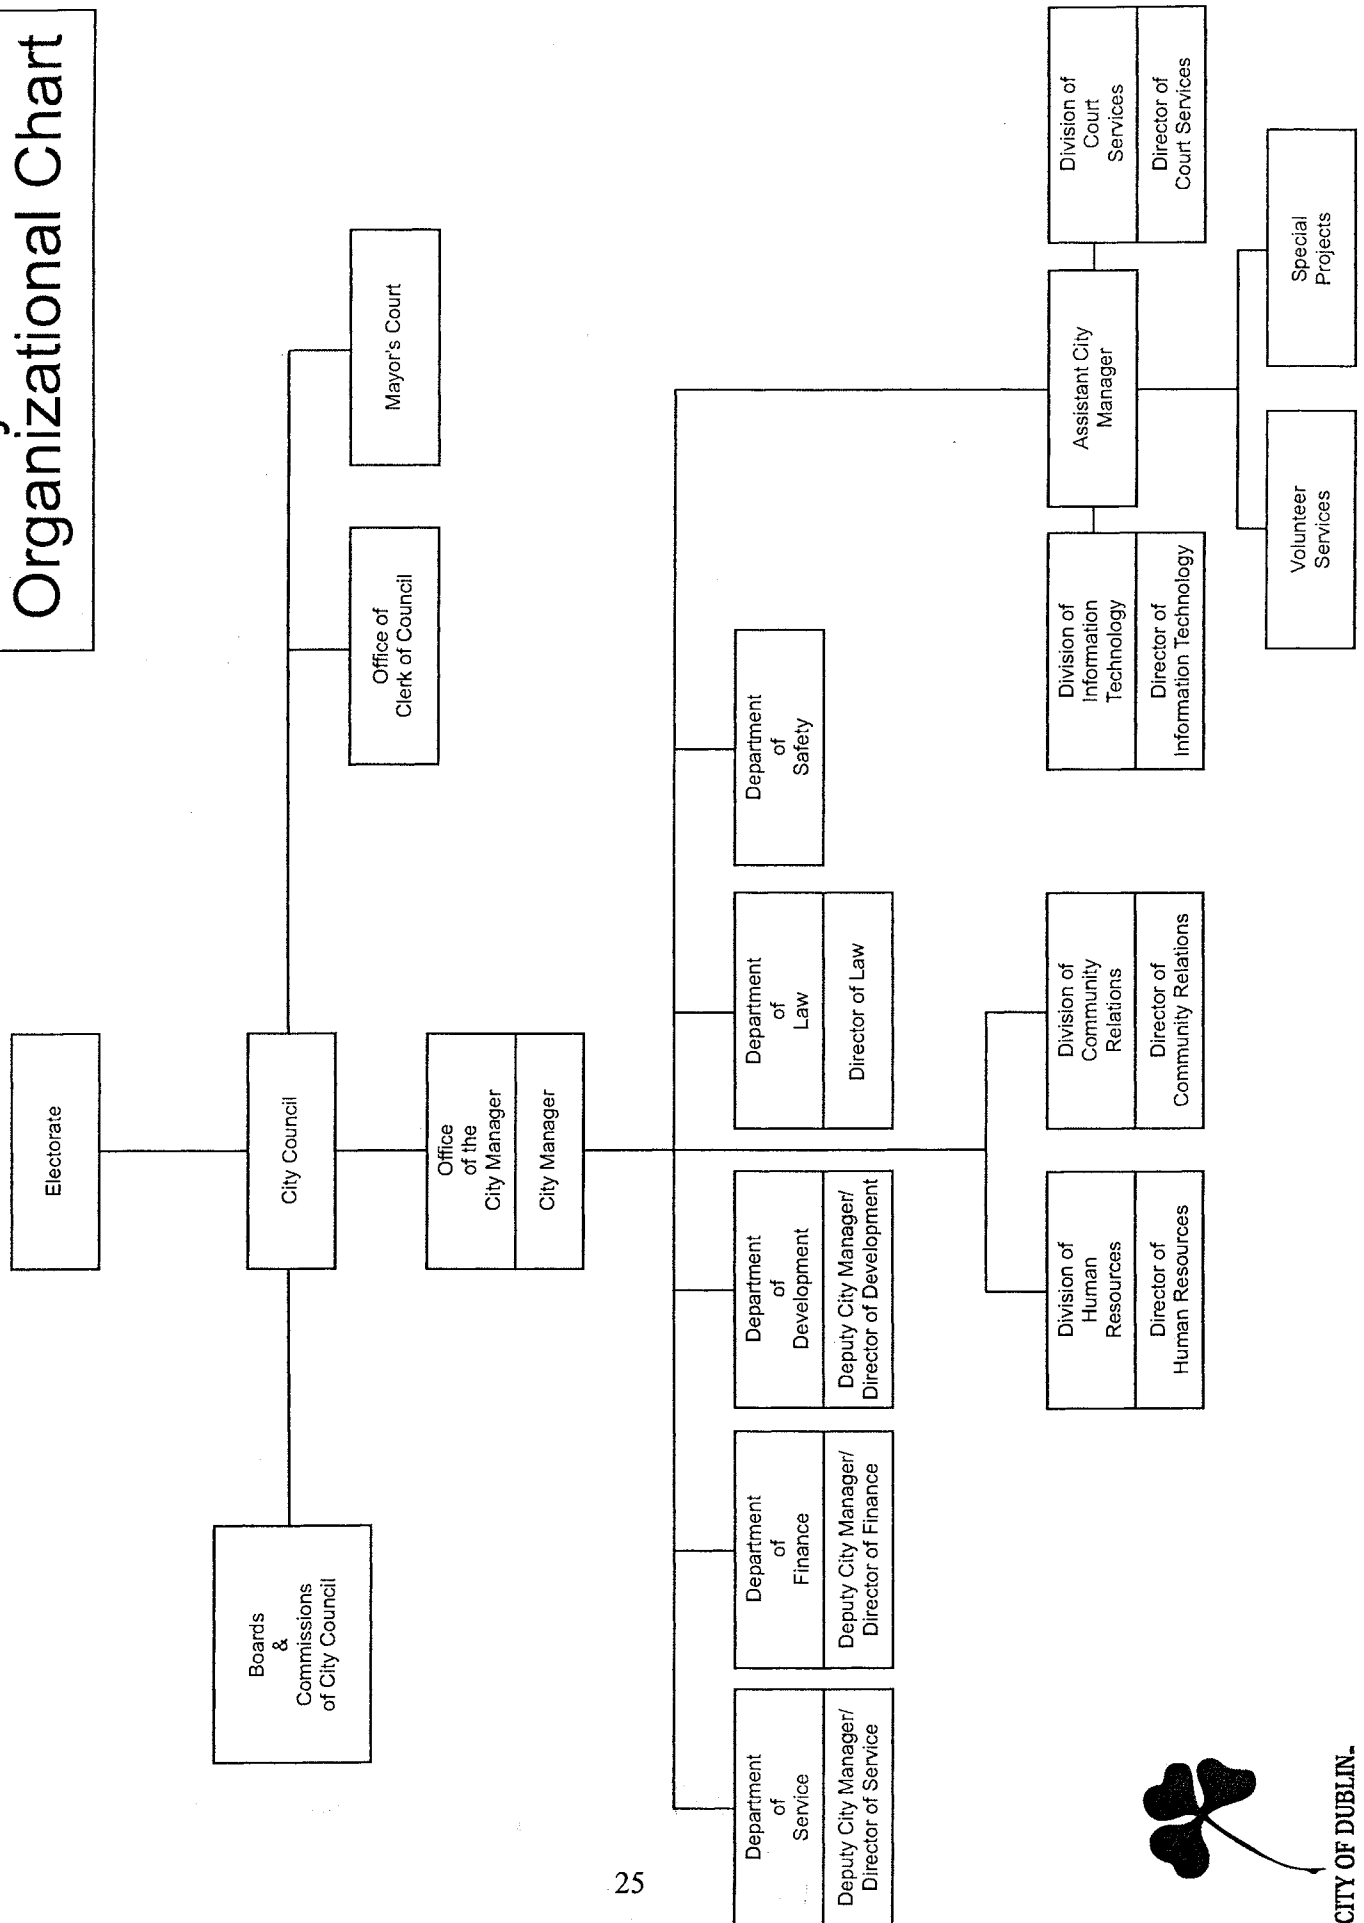 Organizational Chart
Electorate
City Council
Boards
&
Commissions
of City Council
Office of
Clerk of Council
Mayor's Court
Office
of the
City Manager
City Manager
Department
of
Service
Deputy City Manager/
Director of Service
Department
of
Finance
Deputy City Manager/
Director of Finance
Department
of
Development
Deputy City Manager/
Director of Development
Department
of
Law
Director of Law
Department
of
Safety
Division of
Human
Resources
Director of
Human Resources
Division of
Community
Relations
Director of
Community Relations
Division of
Information
Technology
Director of
Information Technology
Assistant City
Manager
Division of
Court
Services
Director of
Court Services
Volunteer
Services
Special
Projects
CITY OF DUBLIN.
25